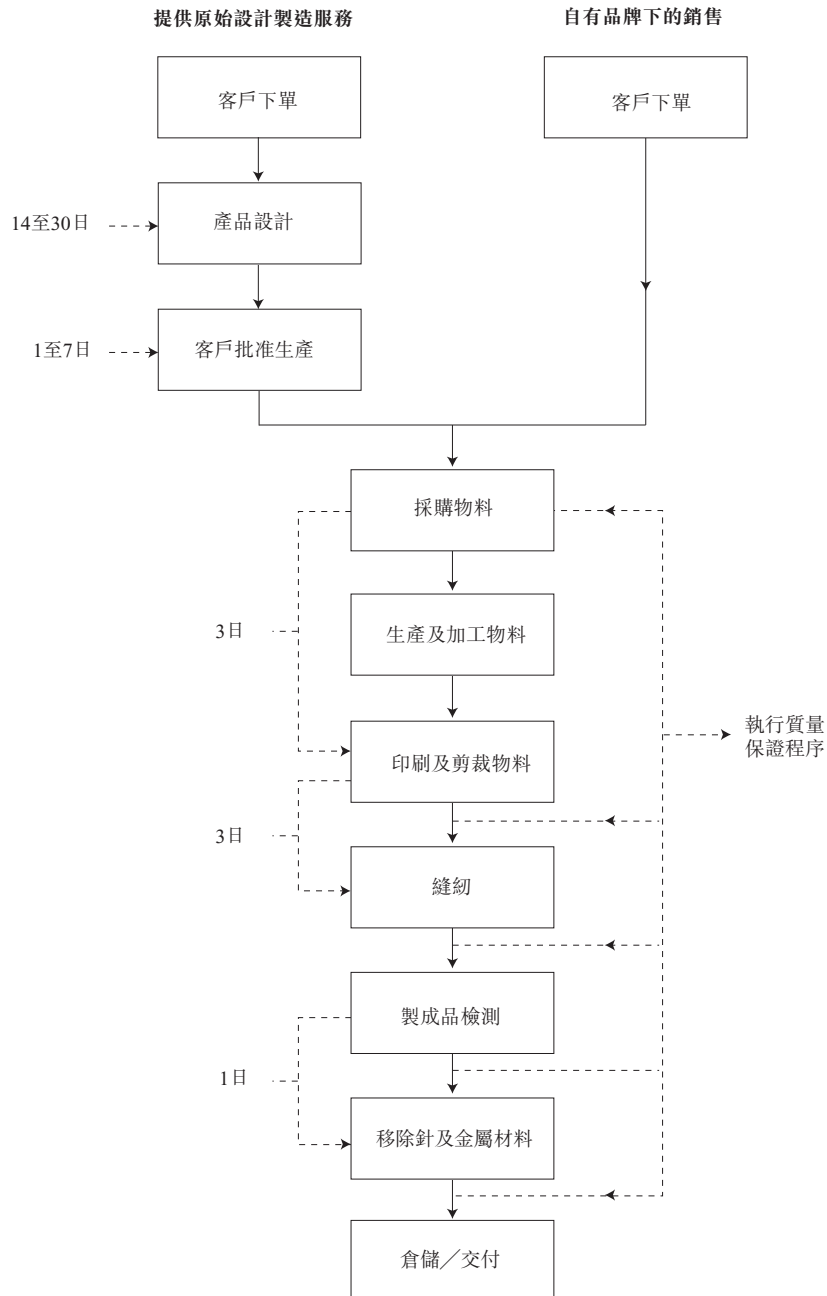 提供原始設計製造服務
自有品牌下的銷售
客戶下單
客戶下單
14至30日
產品設計
1至7日
客戶批准生產
採購物料
3日
生產及加工物料
執行質量
保證程序
印刷及剪裁物料
3日
縫紉
製成品檢測
1日
移除針及金屬材料
倉儲／交付